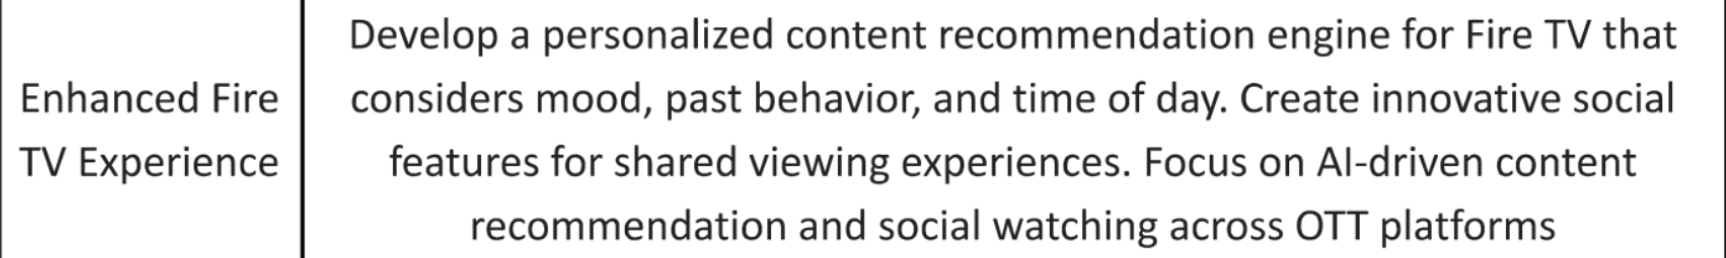 Enhanced Fire
TV Experience
Develop a personalized content recommendation engine for Fire TV that
considers mood, past behavior, and time of day. Create innovative social
features for shared viewing experiences. Focus on AI-driven content
recommendation and social watching across OTT platforms